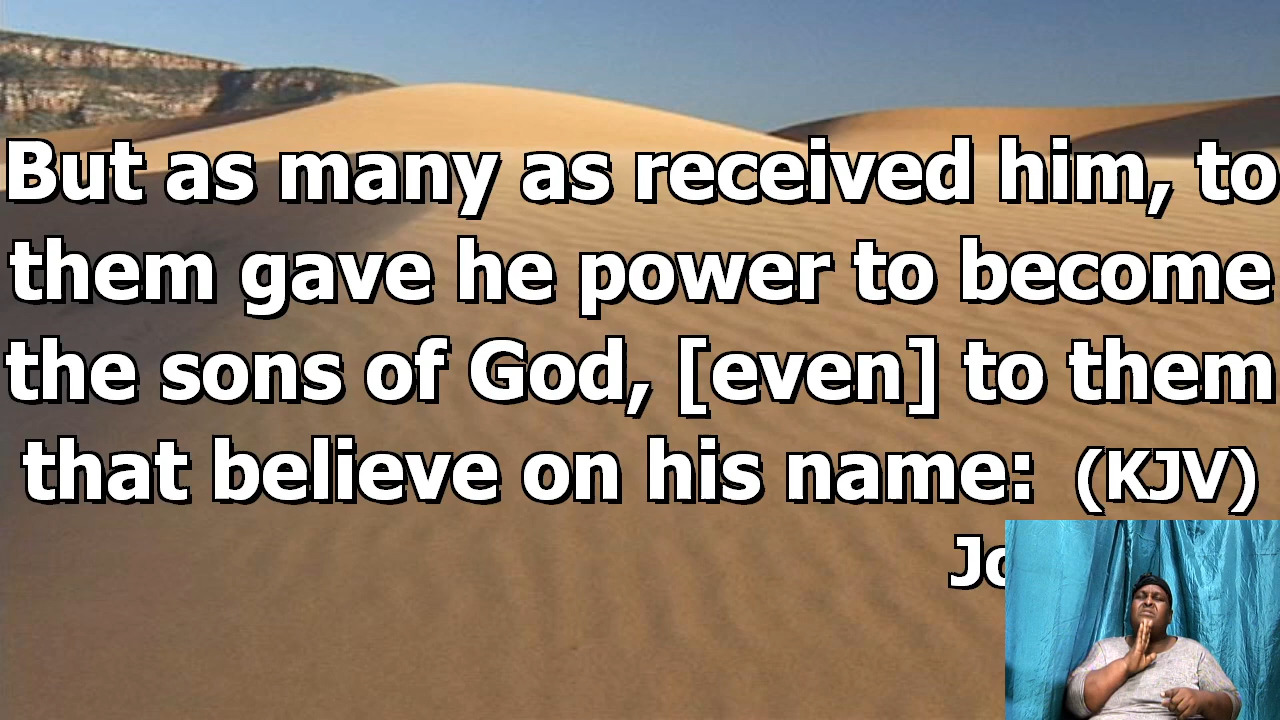 But as many as received him, to
them gave he power to become
the sons of God, [even] to them
that believe on his name: (KJV)